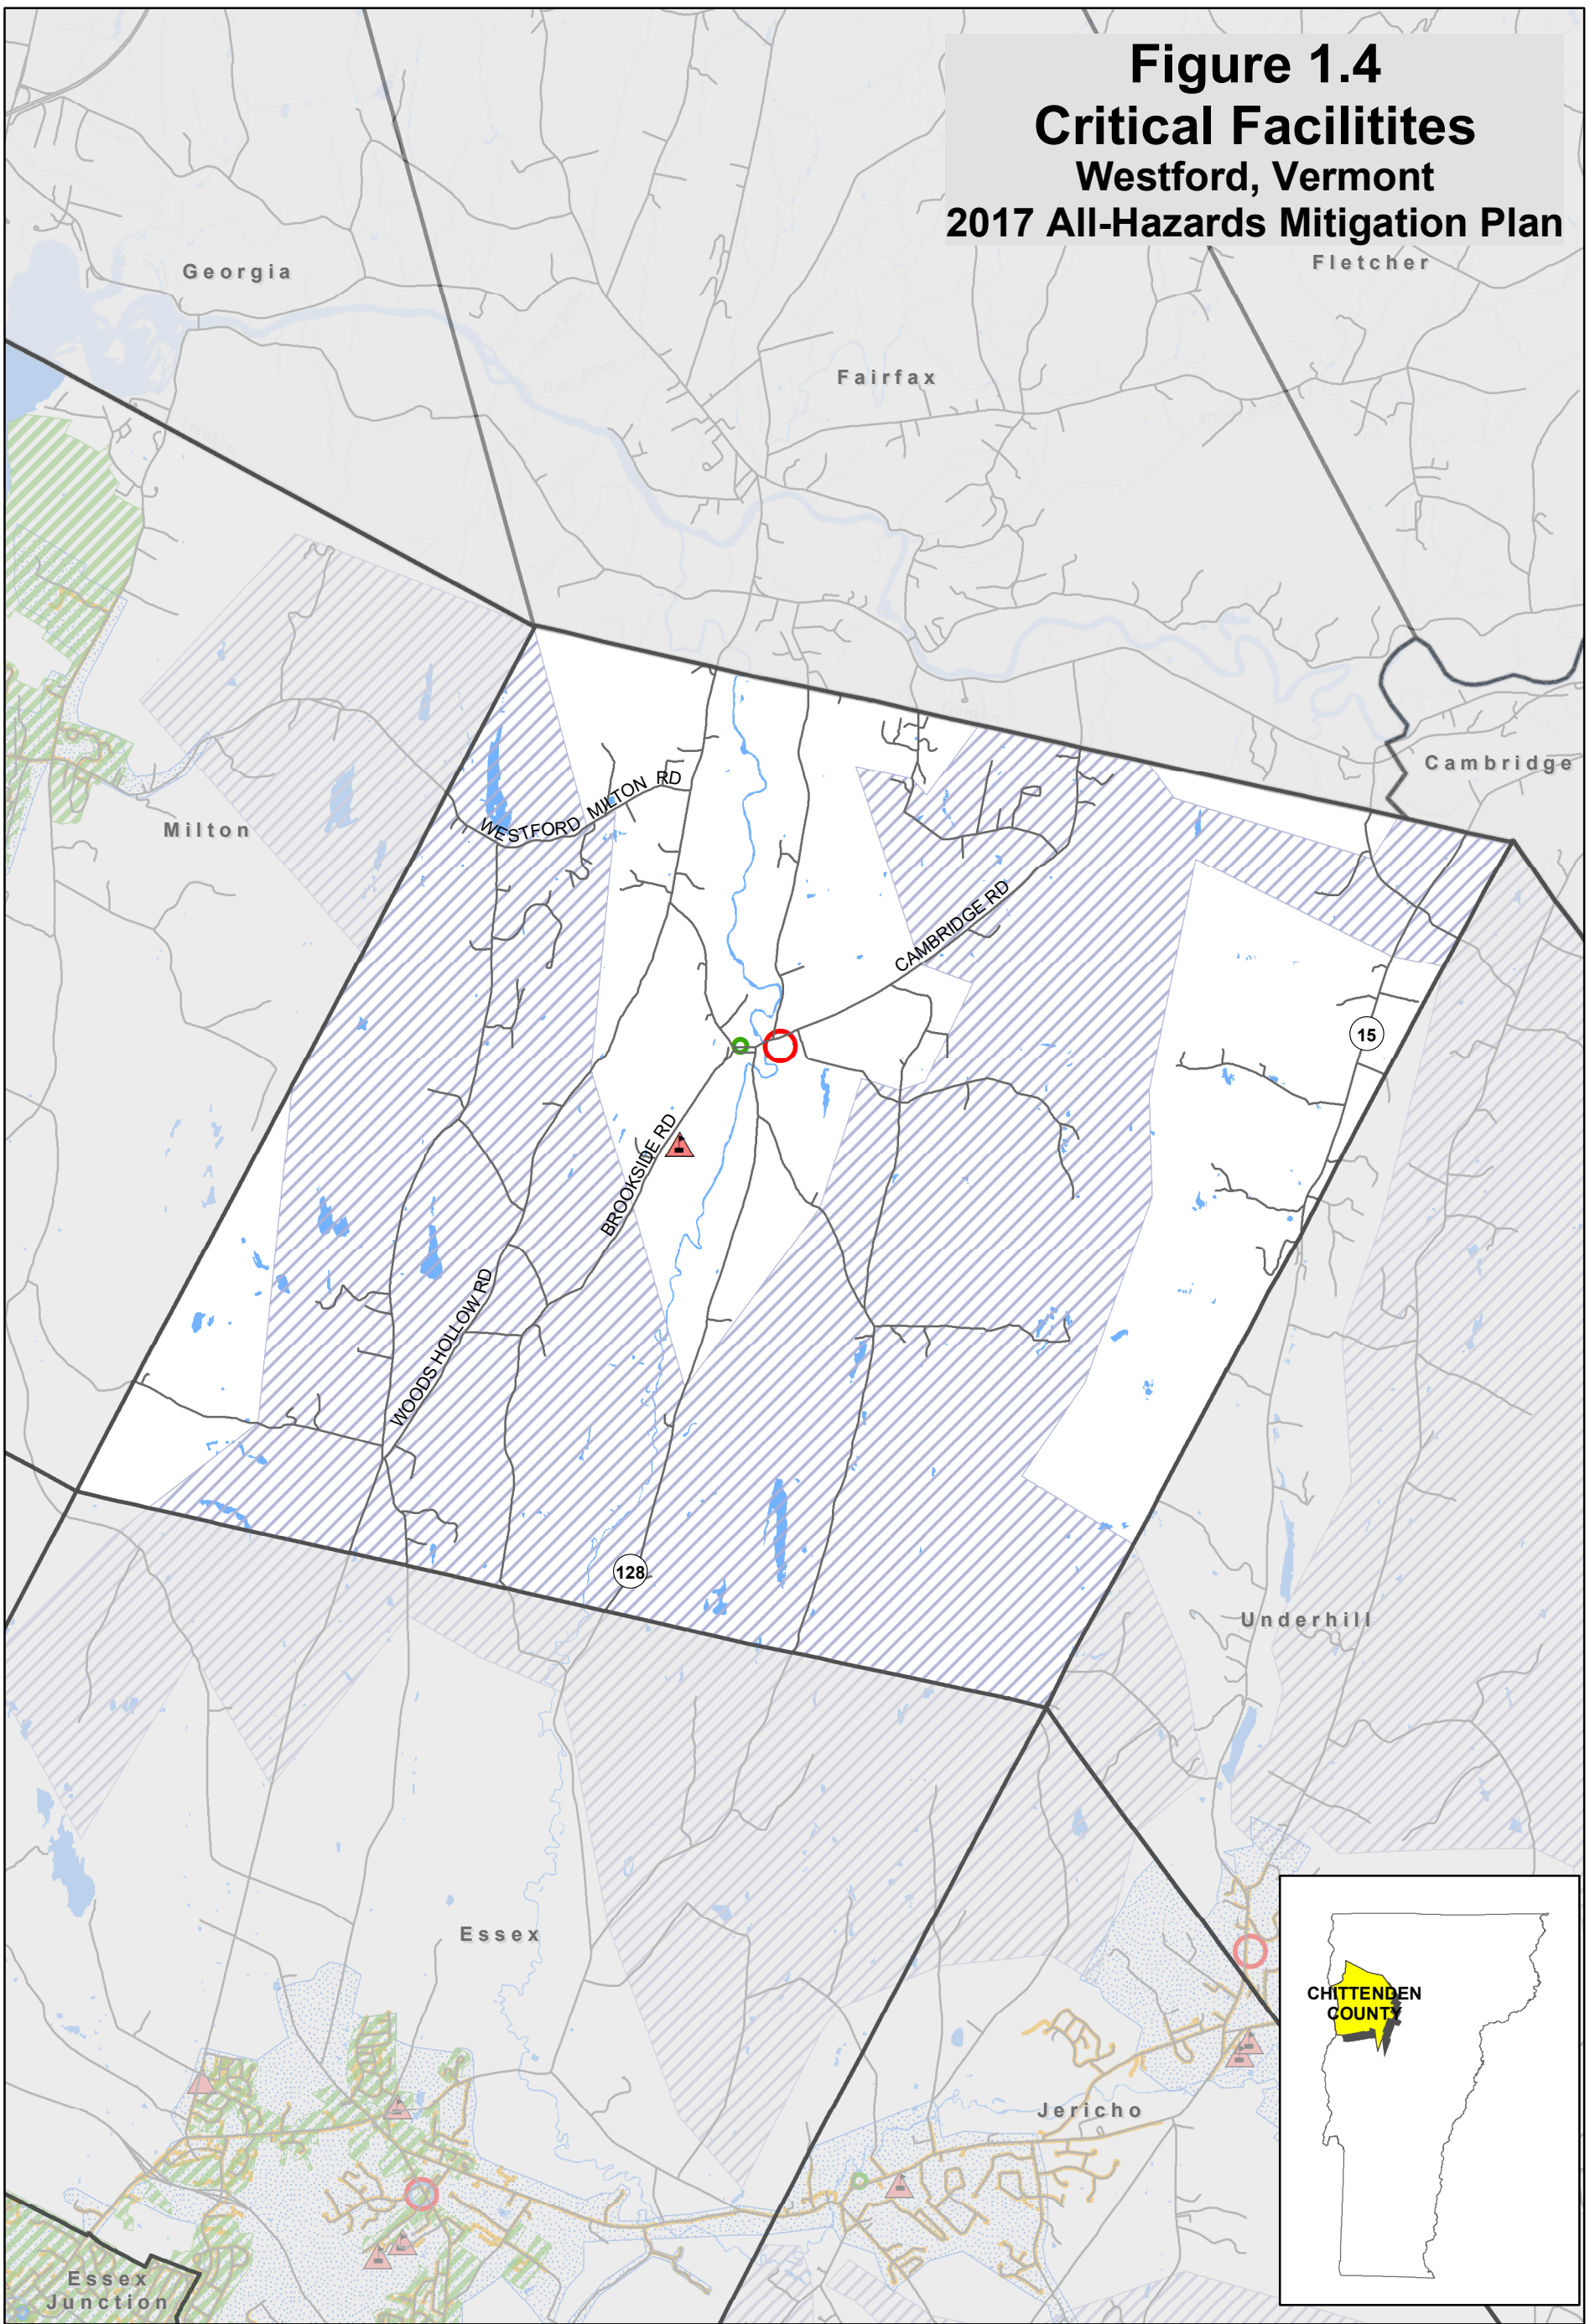 Figure 1.4
Critical Facilitites
Westford, Vermont
2017 All-Hazards Mitigation Plan
Georgia
Fletcher
Fairfax
Cambridge
Milton
WESTFORD MILTON RD
CAMBRIDGE RD
15
BROOKSIDE RD
WOODS HOLLOW RD
128
Underhill
Essex
CHITTENDEN
COUNTY
Jericho
Essex
Junction